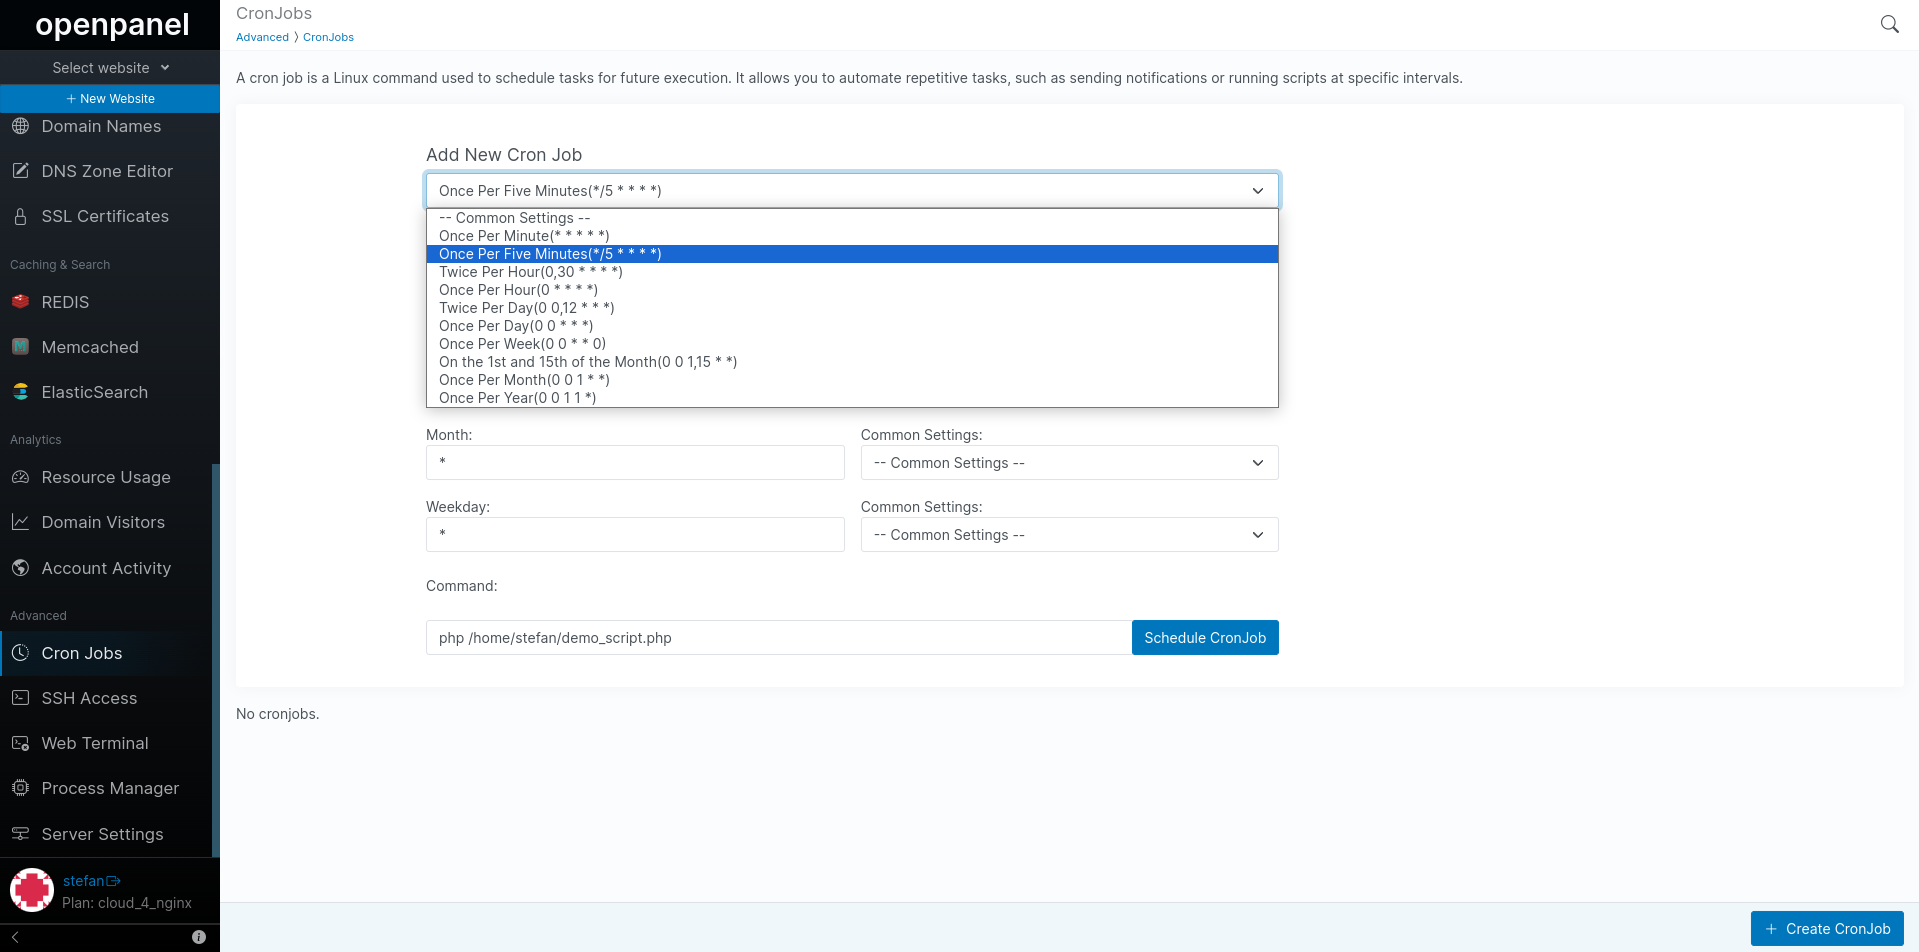 openpanel
Select website
+ New Website
Domain Names
DNS Zone Editor
SSL Certificates
Caching & Search
REDIS
Memcached
ElasticSearch
Analytics
Resource Usage
Domain Visitors
Account Activity
Advanced
Cron Jobs
SSH Access
Web Terminal
Process Manager
Server Settings
stefan
Plan: cloud_4_nginx
CronJobs
Advanced 〉 CronJobs
A cron job is a Linux command used to schedule tasks for future execution. It allows you to automate repetitive tasks, such as sending notifications or running scripts at specific intervals.
Add New Cron Job
Once Per Five Minutes(*/5 * * * *)
-- Common Settings --
Once Per Minute(* * * * *)
Once Per Five Minutes(*/5 * * * *)
Twice Per Hour(0,30 * * * *)
Once Per Hour(0 * * * *)
Twice Per Day(0 0,12 * * *)
Once Per Day(0 0 * * *)
Once Per Week(0 0 * * 0)
On the 1st and 15th of the Month(0 0 1,15 * *)
Once Per Month(0 0 1 * *)
Once Per Year(0 0 1 1 *)
Month: Common Settings:
* -- Common Settings --
Weekday: Common Settings:
* -- Common Settings --
Command:
php /home/stefan/demo_script.php Schedule CronJob
No cronjobs.
+ Create CronJob